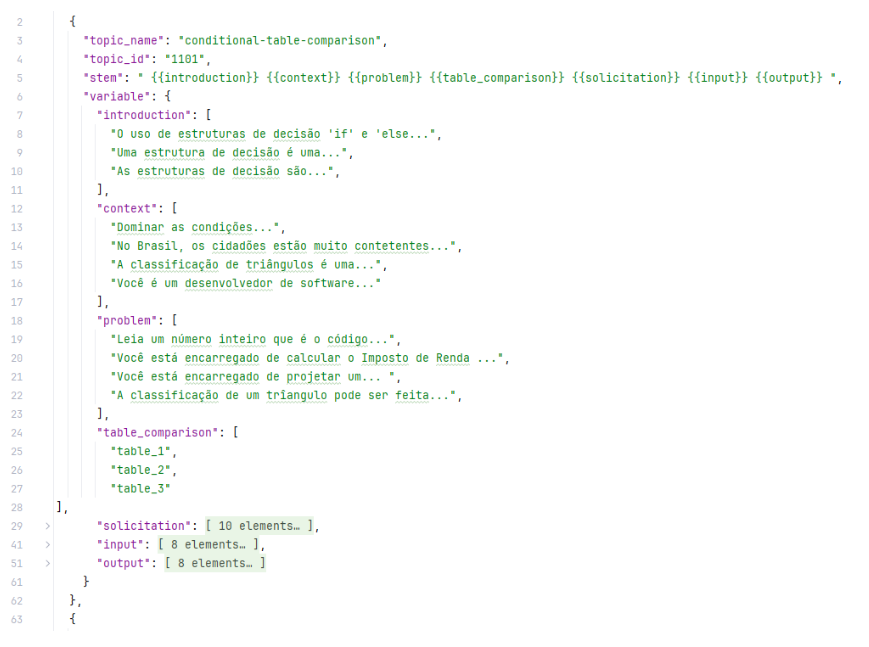 2 {
3 "topic_name": "conditional-table-comparison",
4 "topic_id": "1101",
5 "stem": " {{introduction}} {{context}} {{problem}} {{table_comparison}} {{solicitation}} {{input}} {{output}} ",
6 "variable": {
7 "introduction": [
8 "O uso de estruturas de decisão 'if' e 'else...",
9 "Uma estrutura de decisão é uma...",
10 "As estruturas de decisão são...",
11 ],
12 "context": [
13 "Dominar as condições...",
14 "No Brasil, os cidadões estão muito contetentes...",
15 "A classificação de triângulos é uma...",
16 "Você é um desenvolvedor de software..."
17 ],
18 "problem": [
19 "Leia um número inteiro que é o código...",
20 "Você está encarregado de calcular o Imposto de Renda ...",
21 "Você está encarregado de projetar um... ",
22 "A classificação de um trîangulo pode ser feita...",
23 ],
24 "table_comparison": [
25 "table_1",
26 "table_2",
27 "table_3"
28 ],
29 "solicitation": [ 10 elements… ],
41 "input": [ 8 elements… ],
51 "output": [ 8 elements… ]
61 }
62 },
63 {